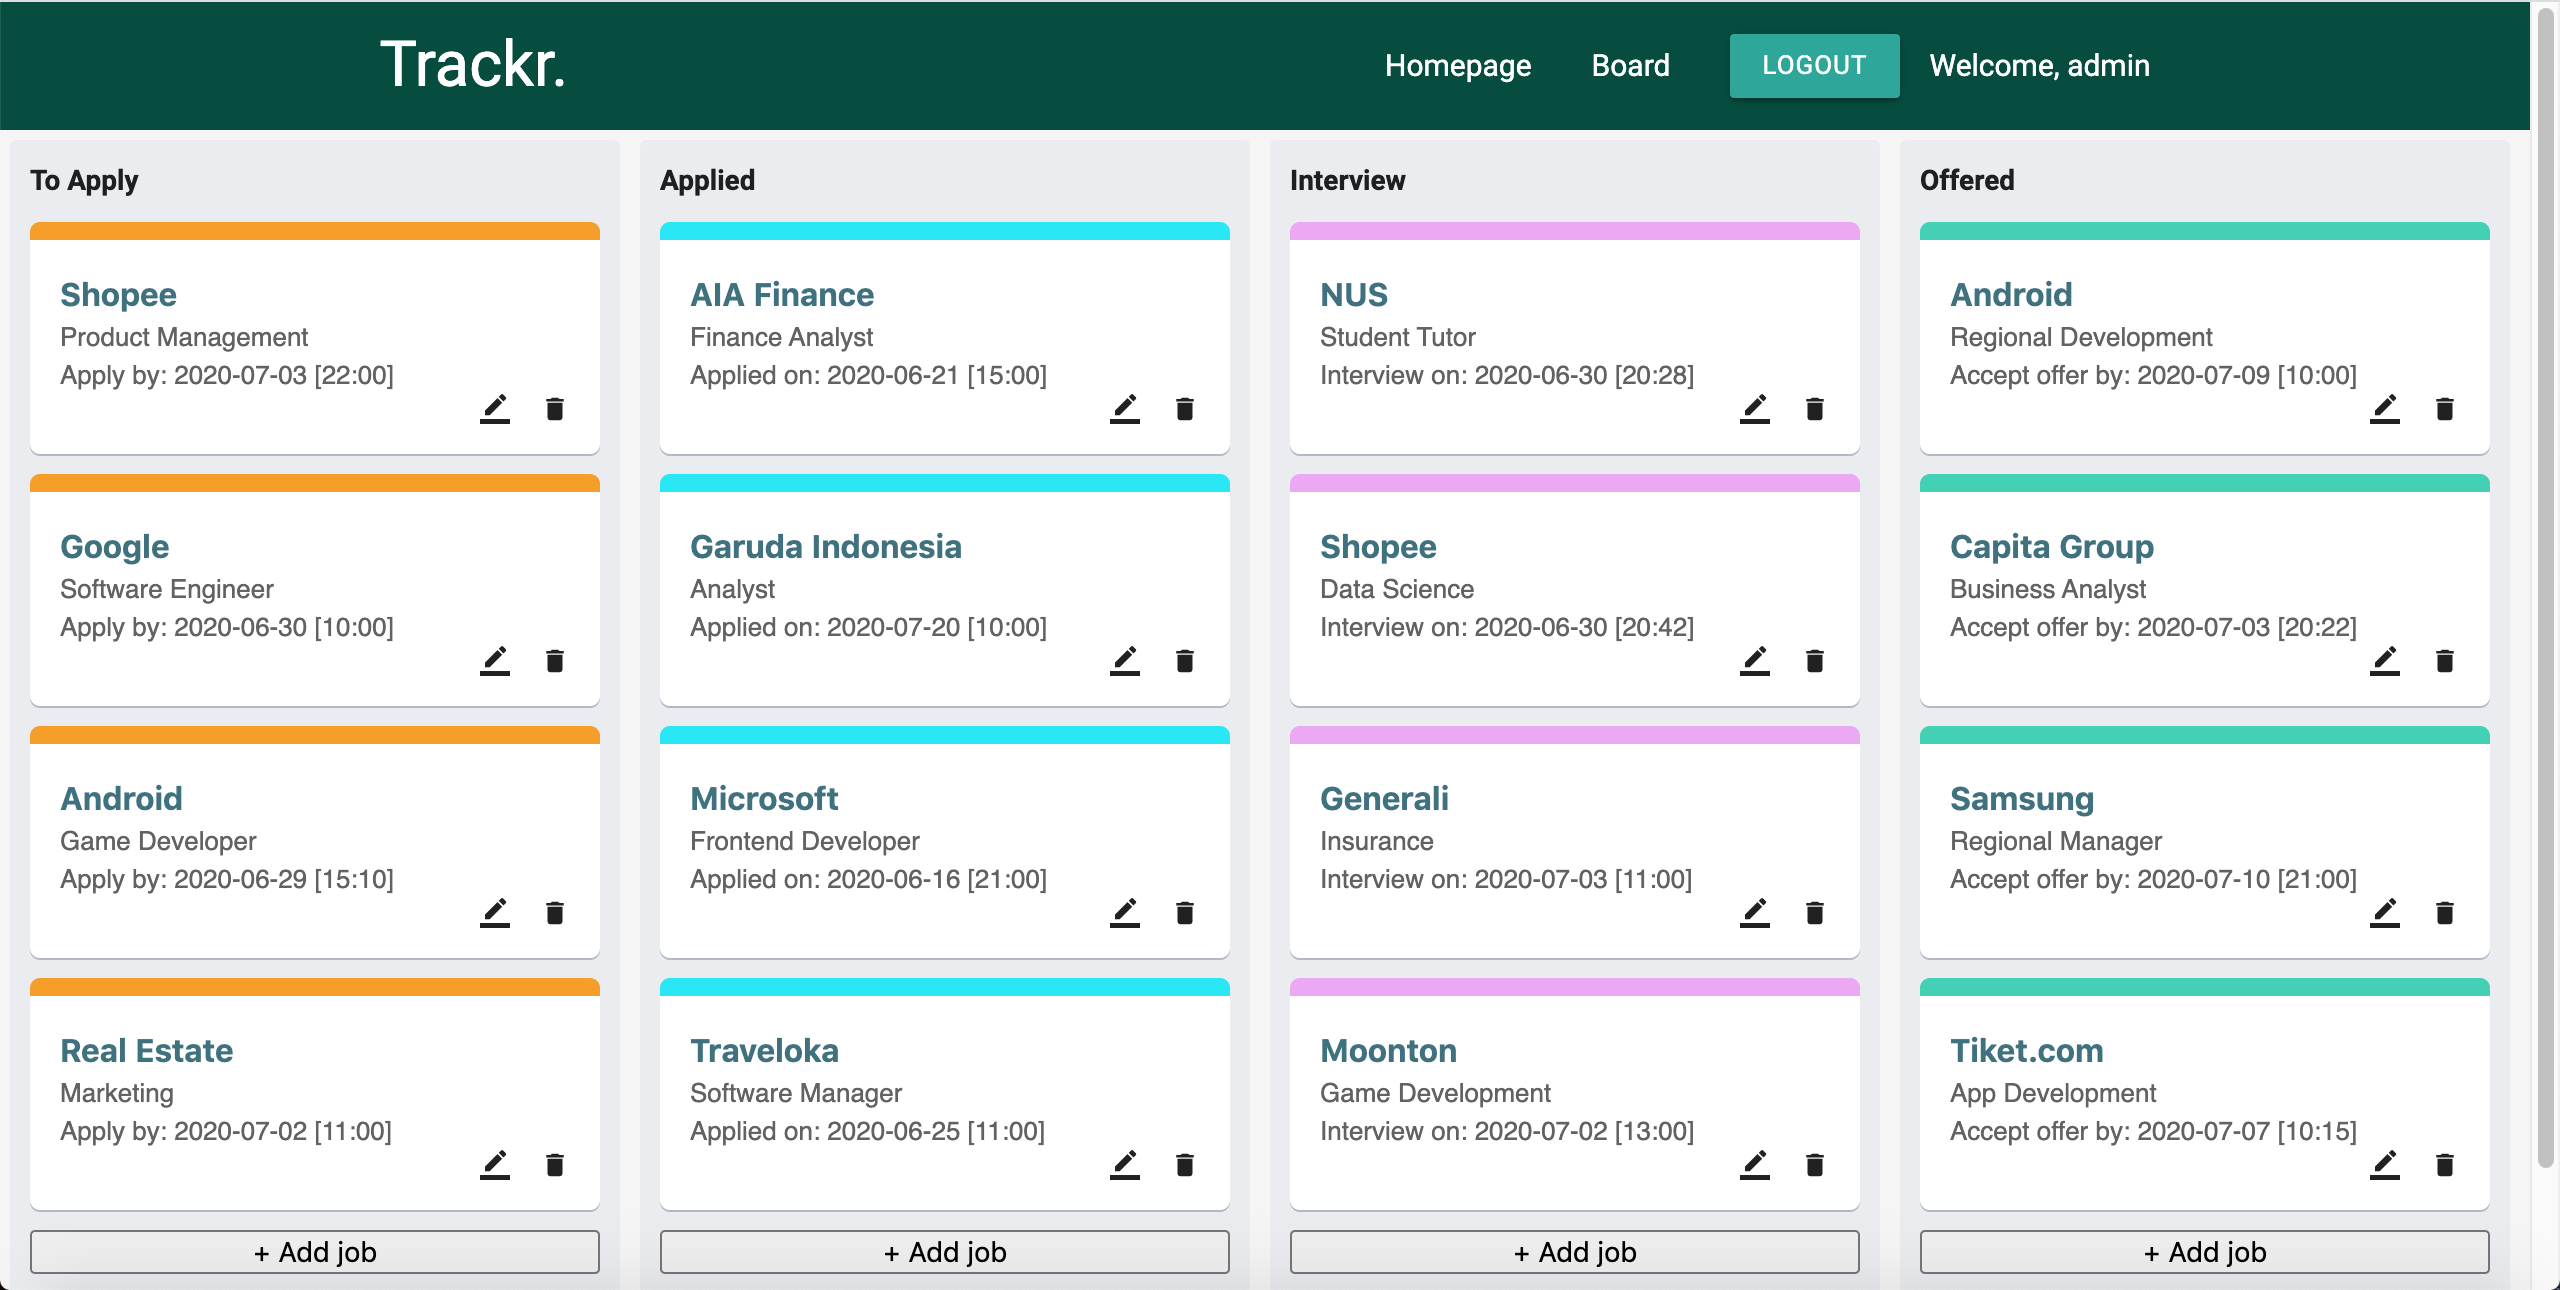 Trackr.
Homepage
Board
LOGOUT
Welcome, admin
To Apply
Shopee
Product Management
Apply by: 2020-07-03 [22:00]
Google
Software Engineer
Apply by: 2020-06-30 [10:00]
Android
Game Developer
Apply by: 2020-06-29 [15:10]
Real Estate
Marketing
Apply by: 2020-07-02 [11:00]
+ Add job
Applied
AIA Finance
Finance Analyst
Applied on: 2020-06-21 [15:00]
Garuda Indonesia
Analyst
Applied on: 2020-07-20 [10:00]
Microsoft
Frontend Developer
Applied on: 2020-06-16 [21:00]
Traveloka
Software Manager
Applied on: 2020-06-25 [11:00]
+ Add job
Interview
NUS
Student Tutor
Interview on: 2020-06-30 [20:28]
Shopee
Data Science
Interview on: 2020-06-30 [20:42]
Generali
Insurance
Interview on: 2020-07-03 [11:00]
Moonton
Game Development
Interview on: 2020-07-02 [13:00]
+ Add job
Offered
Android
Regional Development
Accept offer by: 2020-07-09 [10:00]
Capita Group
Business Analyst
Accept offer by: 2020-07-03 [20:22]
Samsung
Regional Manager
Accept offer by: 2020-07-10 [21:00]
Tiket.com
App Development
Accept offer by: 2020-07-07 [10:15]
+ Add job